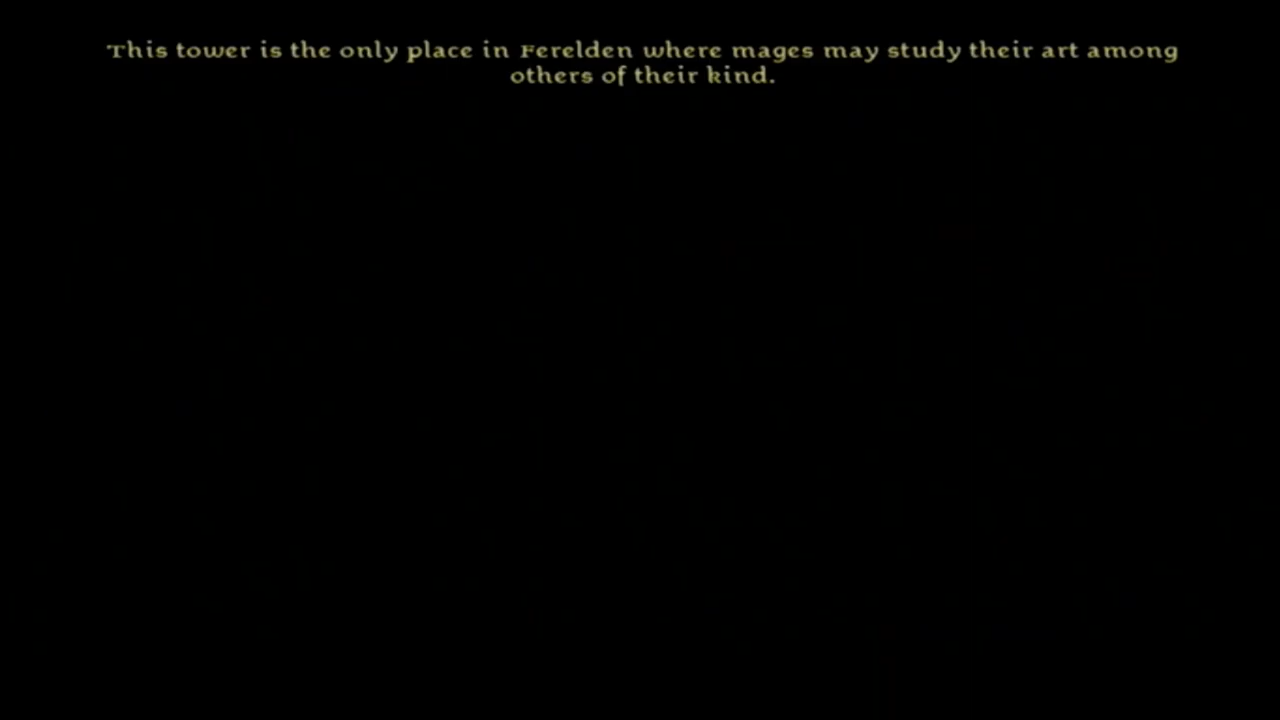 This tower is the only place in Ferelden where mages may study their art among
others of their kind.